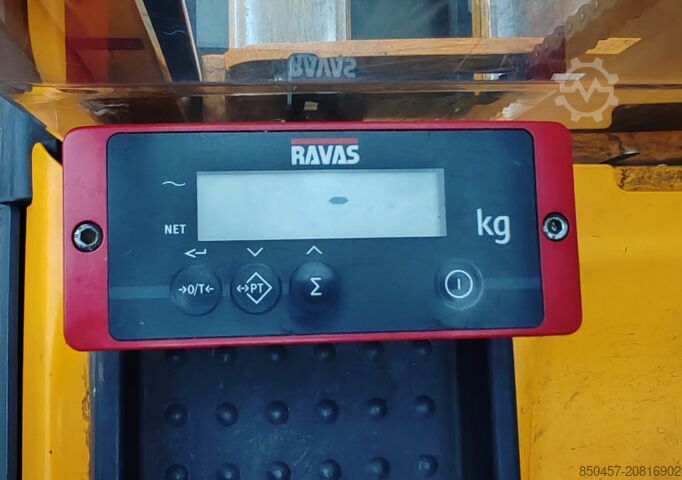 RAVAS
RAVAS
-
kg
NET
→0/T←
↔PT
Σ
850457-20816902